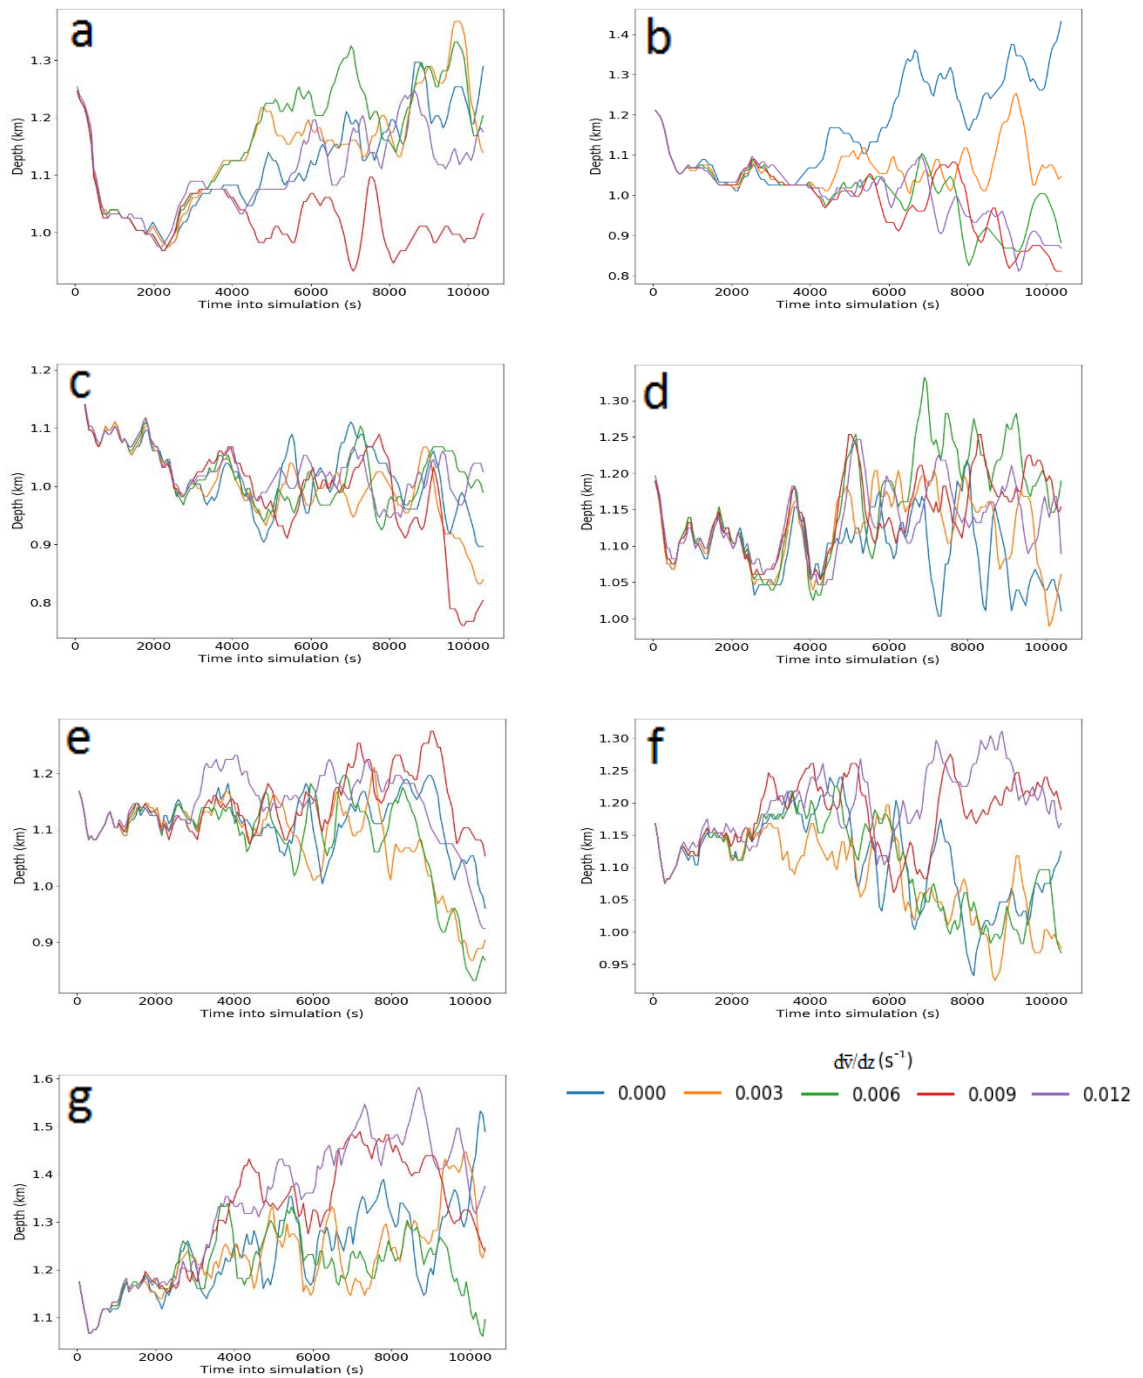 a
Depth (km)
1.3
1.2
1.1
1.0
0 2000 4000 6000 8000 10000
Time into simulation (s)
b
Depth (km)
1.4
1.3
1.2
1.1
1.0
0.9
0.8
0 2000 4000 6000 8000 10000
Time into simulation (s)
c
Depth (km)
1.2
1.1
1.0
0.9
0.8
0 2000 4000 6000 8000 10000
Time into simulation (s)
d
Depth (km)
1.30
1.25
1.20
1.15
1.10
1.05
1.00
0 2000 4000 6000 8000 10000
Time into simulation (s)
e
Depth (km)
1.2
1.1
1.0
0.9
0 2000 4000 6000 8000 10000
Time into simulation (s)
f
Depth (km)
1.30
1.25
1.20
1.15
1.10
1.05
1.00
0.95
0 2000 4000 6000 8000 10000
Time into simulation (s)
g
Depth (km)
1.6
1.5
1.4
1.3
1.2
1.1
0 2000 4000 6000 8000 10000
Time into simulation (s)
dv̄/dz (s⁻¹)
0.000 0.003 0.006 0.009 0.012